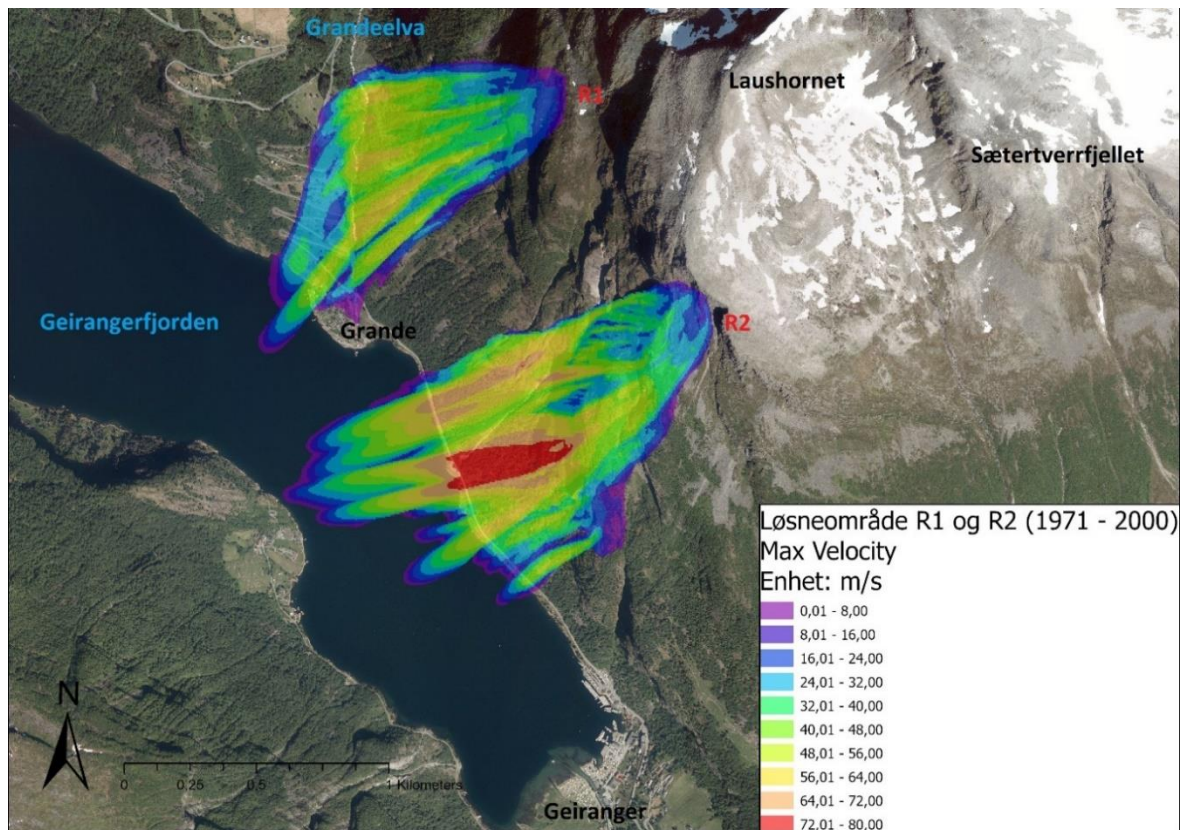 Grandeelva
R1
Laushornet
Sætertverrfjellet
Geirangerfjorden
Grande
R2
Løsneområde R1 og R2 (1971 - 2000)
Max Velocity
Enhet: m/s
0,01 - 8,00
8,01 - 16,00
16,01 - 24,00
24,01 - 32,00
32,01 - 40,00
40,01 - 48,00
48,01 - 56,00
56,01 - 64,00
64,01 - 72,00
72,01 - 80,00
N
0 0,25 0,5 1 Kilometers
Geiranger